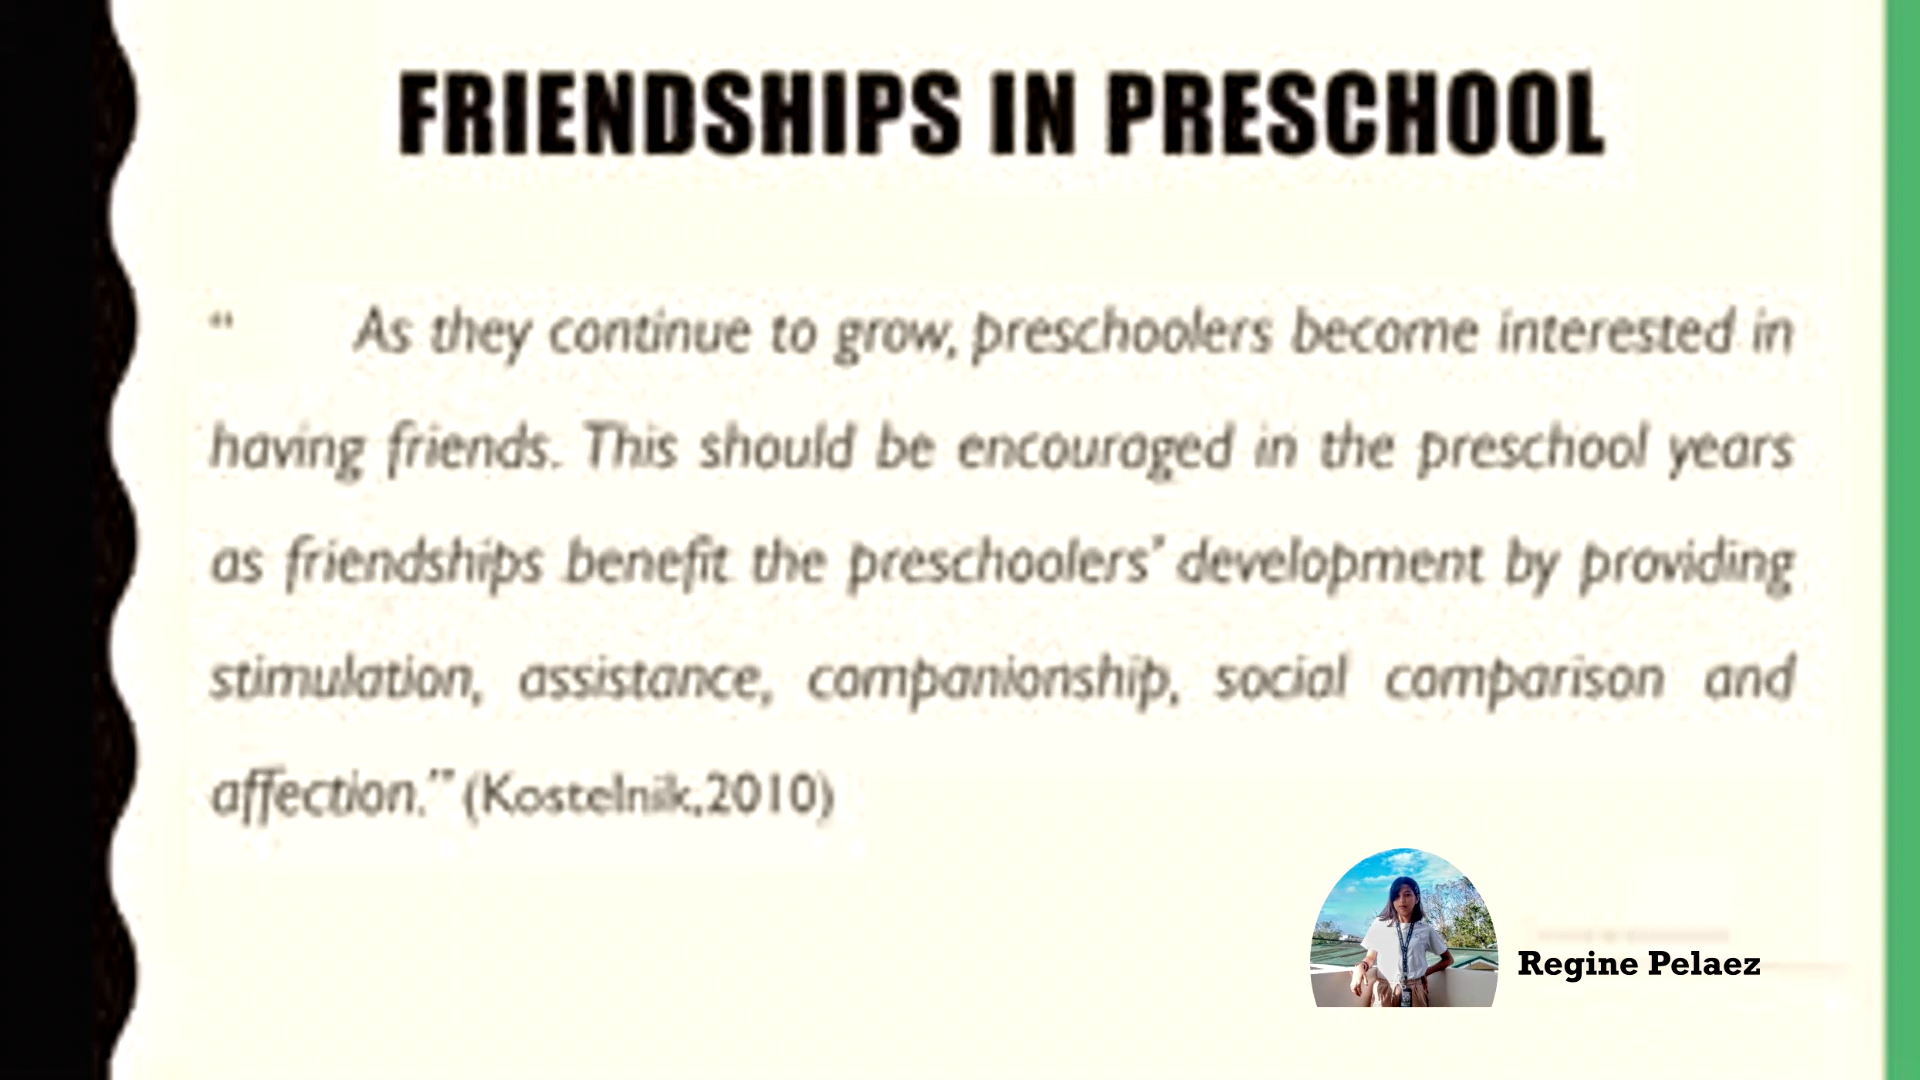 FRIENDSHIPS IN PRESCHOOL
“ As they continue to grow, preschoolers become interested in
having friends. This should be encouraged in the preschool years
as friendships benefit the preschoolers’ development by providing
stimulation, assistance, companionship, social comparison and
affection.” (Kostelnik,2010)
Regine Pelaez